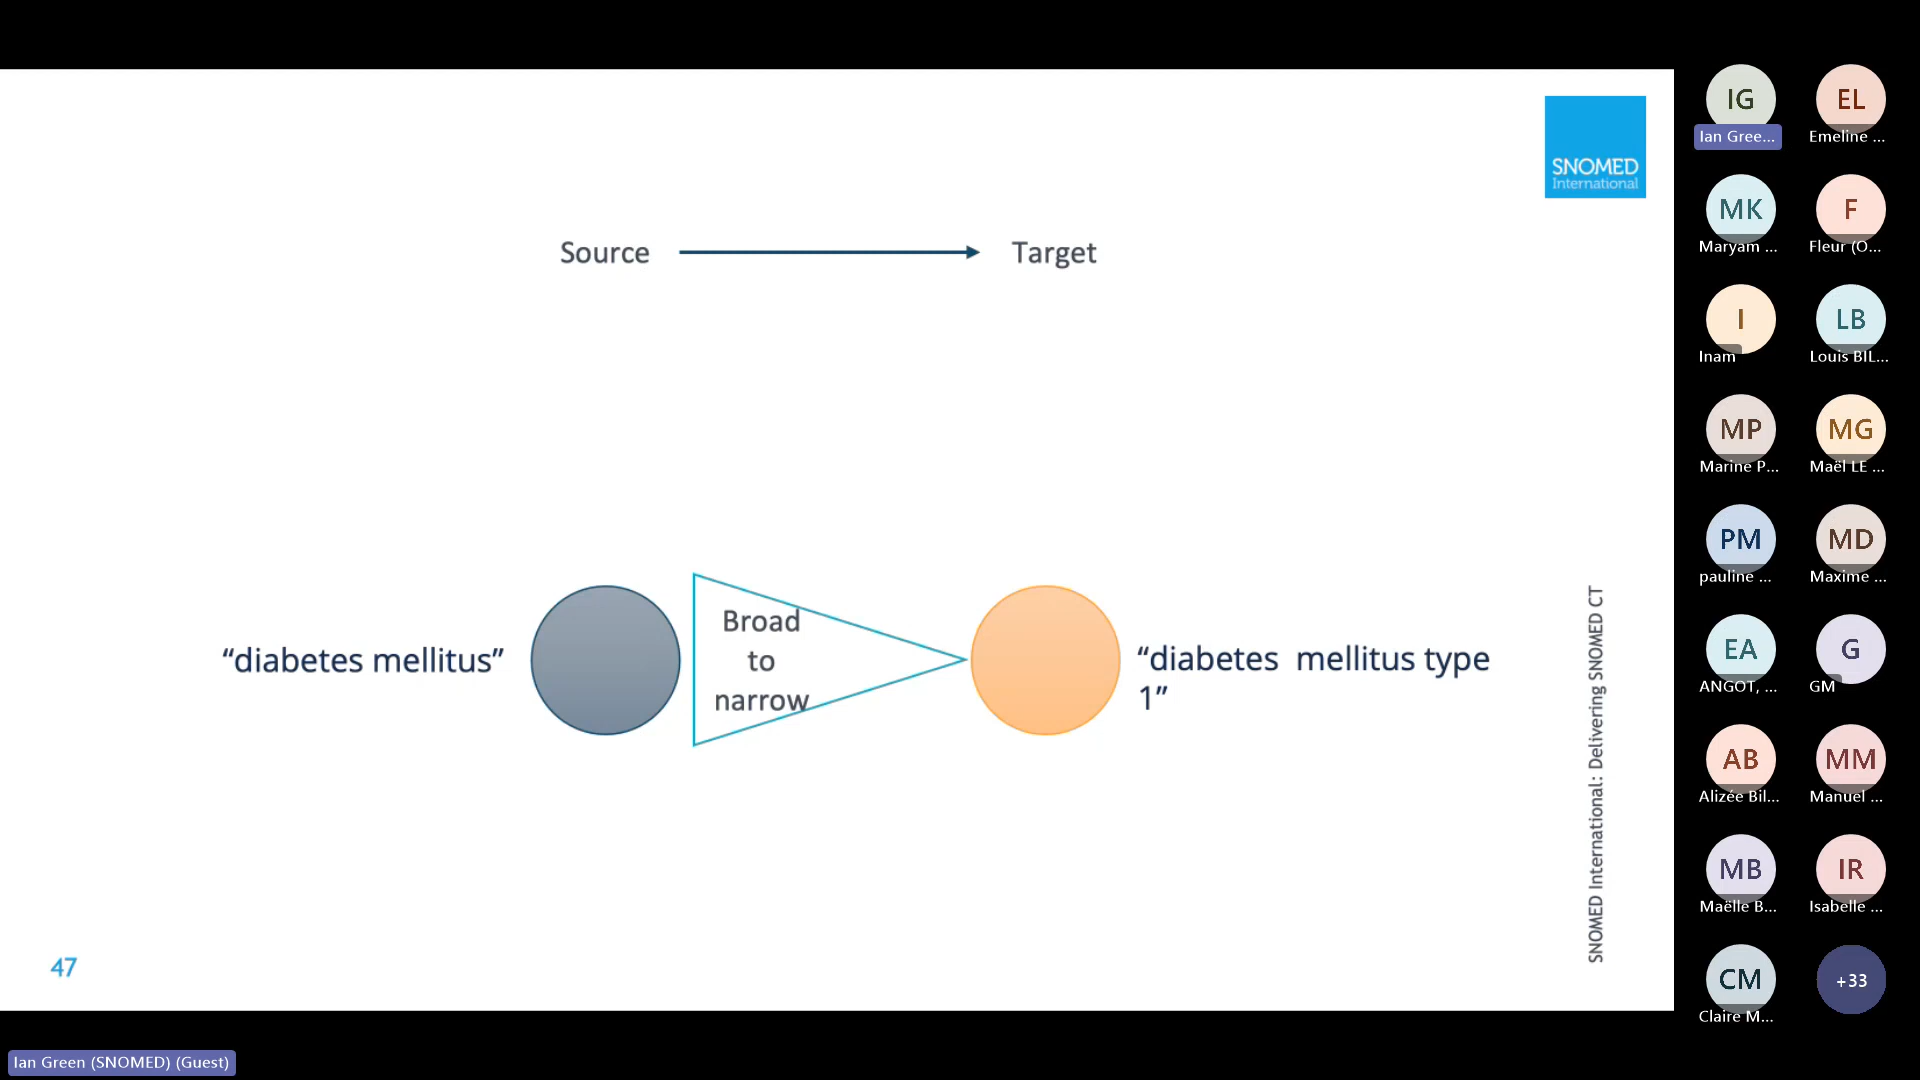 SNOMED
International
Source
Target
Broad
to
narrow
“diabetes mellitus”
“diabetes  mellitus type
1”
SNOMED International: Delivering SNOMED CT
47
IG
Ian Gree...
EL
Emeline ...
MK
Maryam ...
F
Fleur (O...
I
Inam
LB
Louis BIL...
MP
Marine P...
MG
Maël LE ...
PM
pauline ...
MD
Maxime ...
EA
ANGOT, ...
G
GM
AB
Alizée Bil...
MM
Manuel ...
MB
Maëlle B...
IR
Isabelle ...
CM
Claire M...
+33
Ian Green (SNOMED) (Guest)